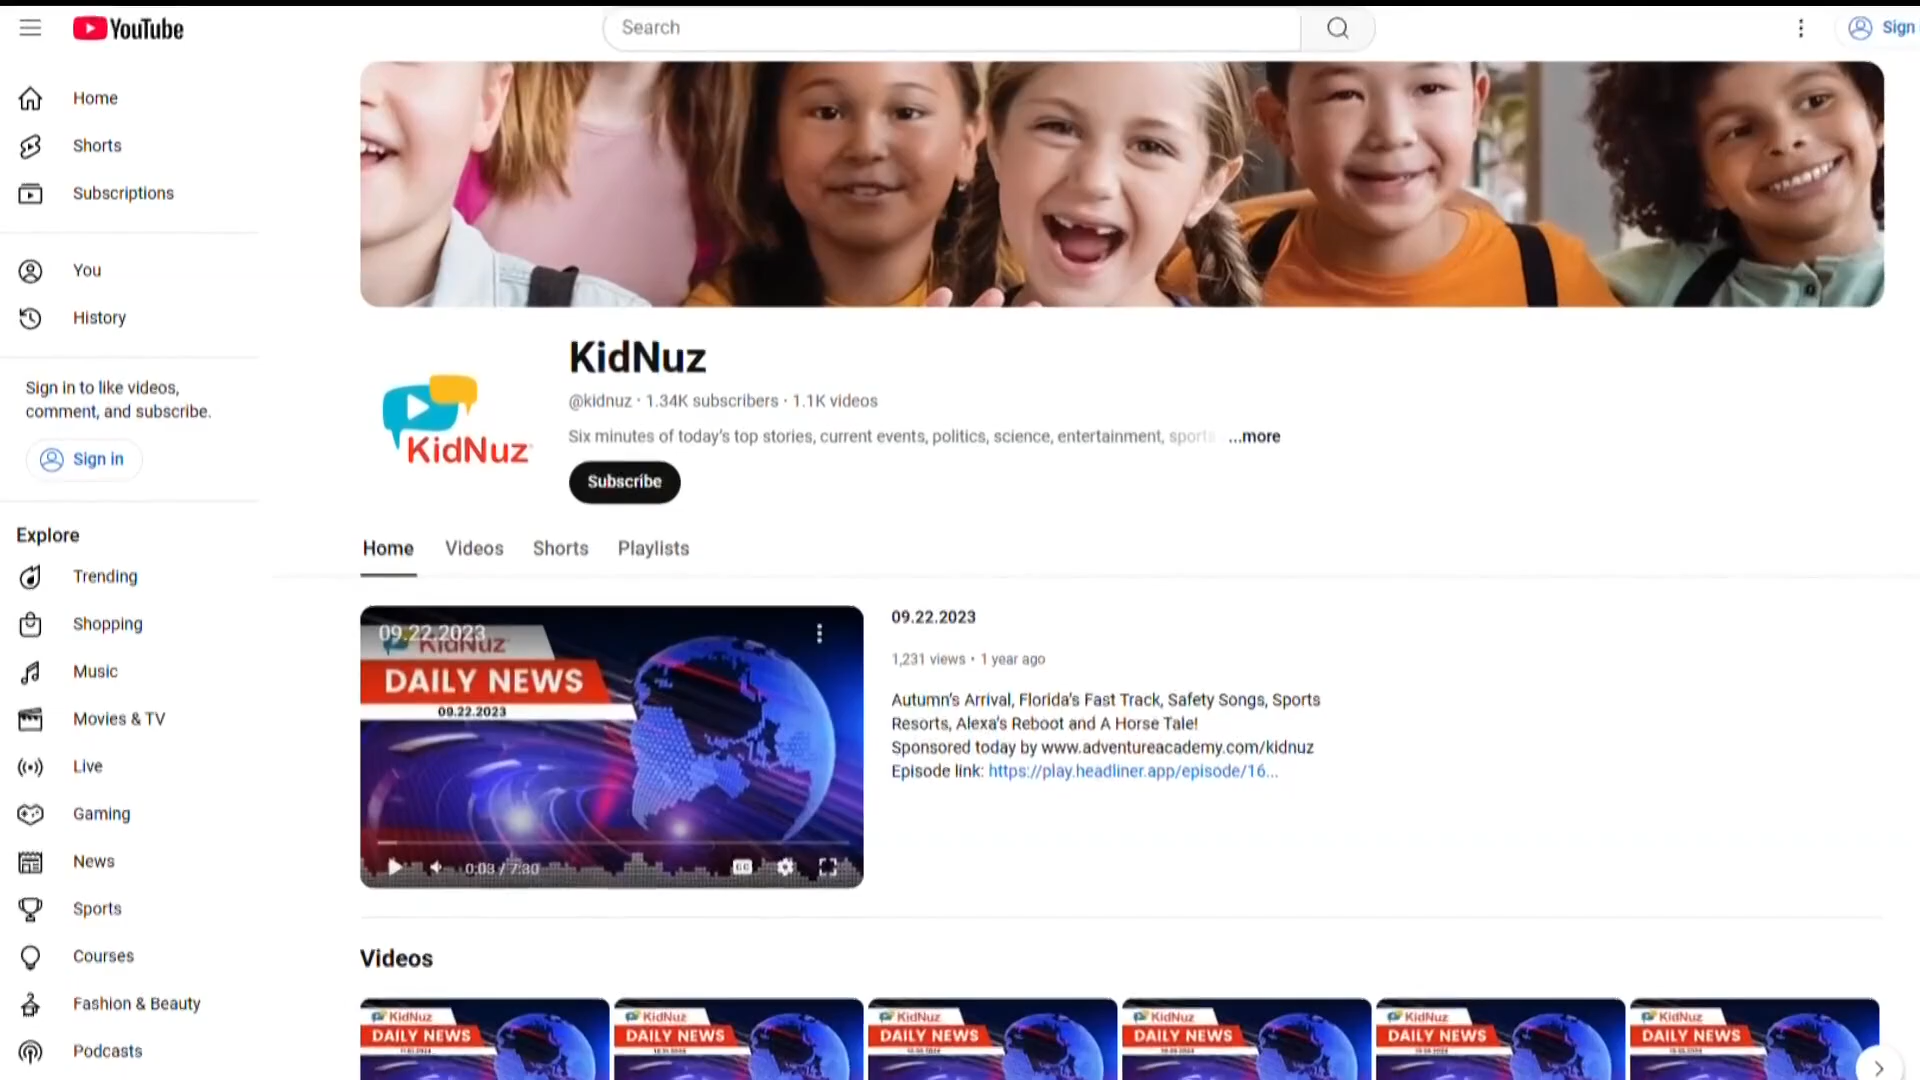 YouTube
Search
Sign
Home
Shorts
Subscriptions
You
History
Sign in to like videos,
comment, and subscribe.
Sign in
Explore
Trending
Shopping
Music
Movies & TV
Live
Gaming
News
Sports
Courses
Fashion & Beauty
Podcasts
KidNuz
KidNuz
@kidnuz · 1.34K subscribers · 1.1K videos
Six minutes of today's top stories, current events, politics, science, entertainment, sports ...more
Subscribe
Home Videos Shorts Playlists
09.22.2023
KidNuz
DAILY NEWS
09.22.2023
0:03 / 7:30
CC
09.22.2023
1,231 views • 1 year ago
Autumn's Arrival, Florida's Fast Track, Safety Songs, Sports
Resorts, Alexa's Reboot and A Horse Tale!
Sponsored today by www.adventureacademy.com/kidnuz
Episode link: https://play.headliner.app/episode/16...
Videos
KidNuz
DAILY NEWS
KidNuz
DAILY NEWS
KidNuz
DAILY NEWS
KidNuz
DAILY NEWS
KidNuz
DAILY NEWS
KidNuz
DAILY NEWS